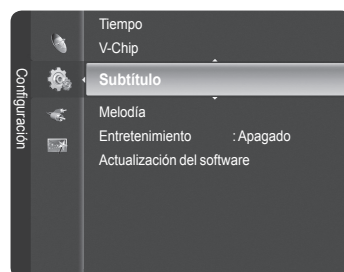 Configuración
Tiempo
V-Chip
Subtítulo
Melodía
Entretenimiento : Apagado
Actualización del software